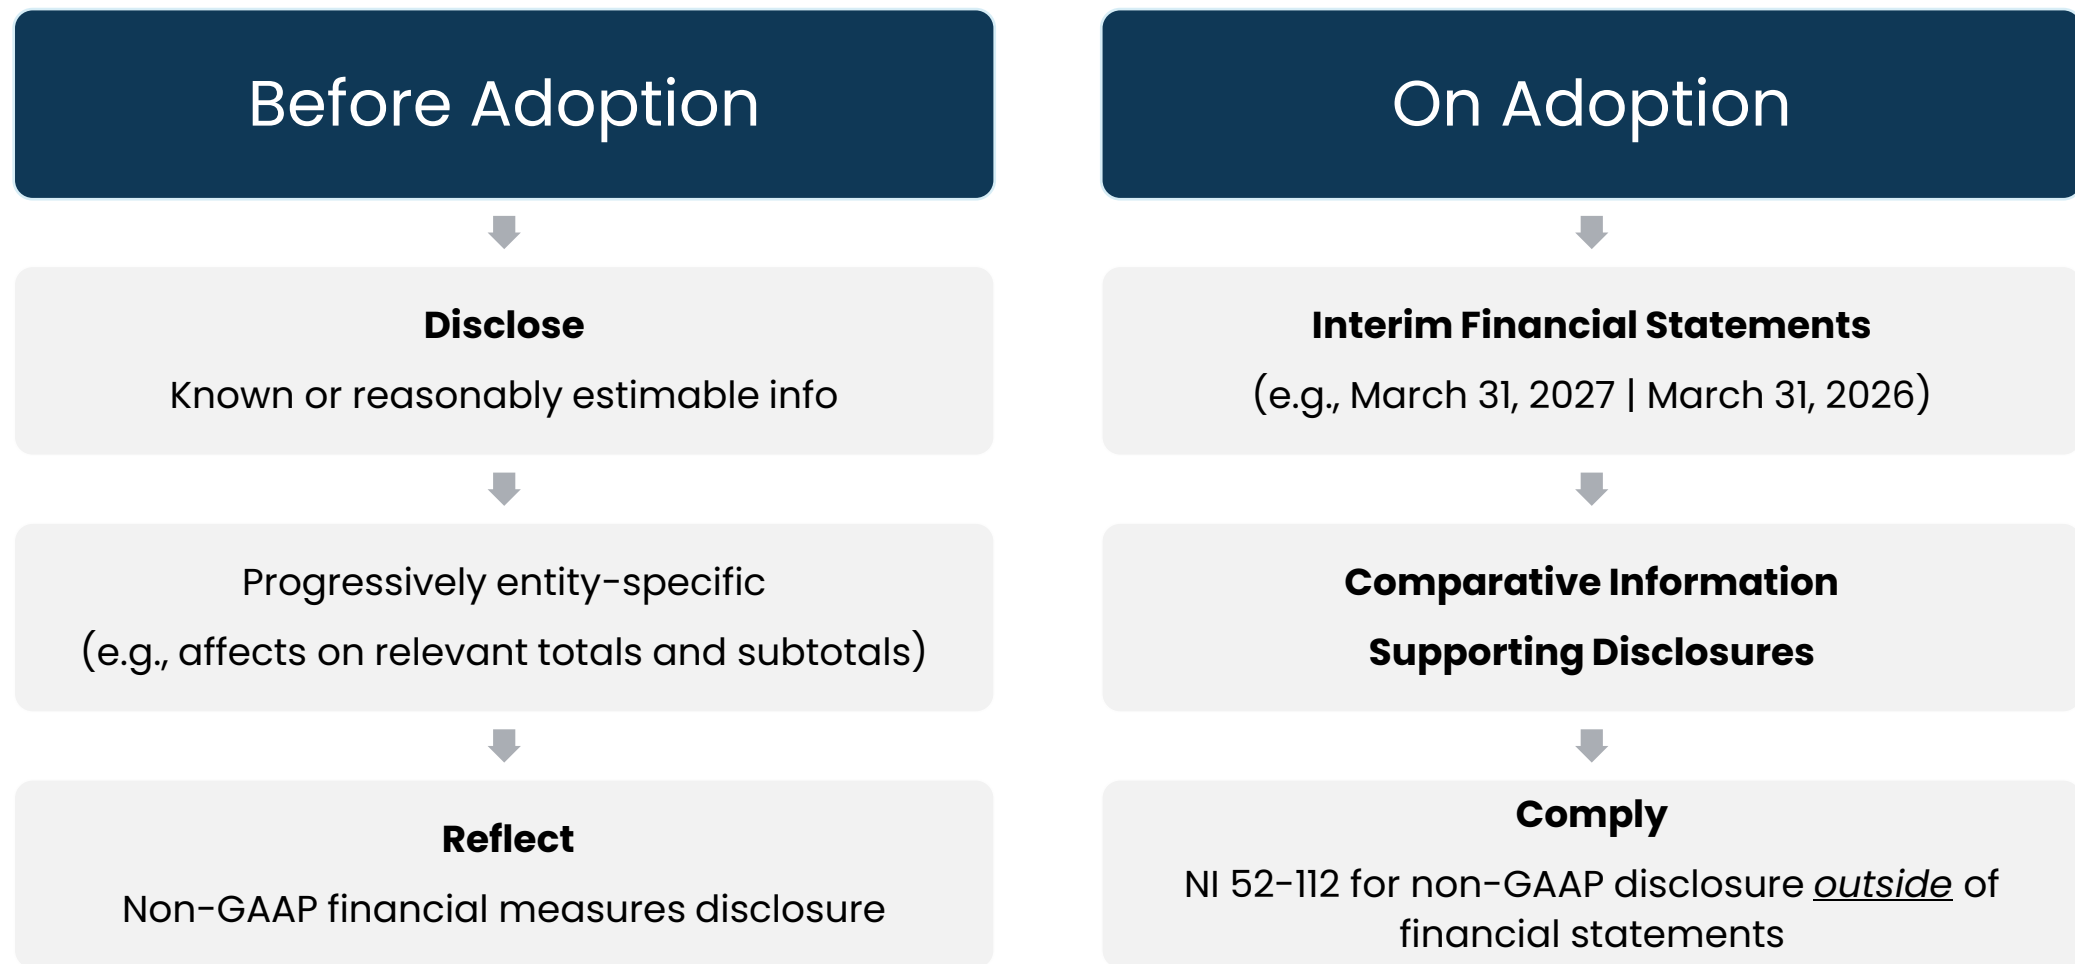 Before Adoption
Disclose
Known or reasonably estimable info
Progressively entity-specific
(e.g., affects on relevant totals and subtotals)
Reflect
Non-GAAP financial measures disclosure
On Adoption
Interim Financial Statements
(e.g., March 31, 2027 | March 31, 2026)
Comparative Information
Supporting Disclosures
Comply
NI 52-112 for non-GAAP disclosure outside of
financial statements